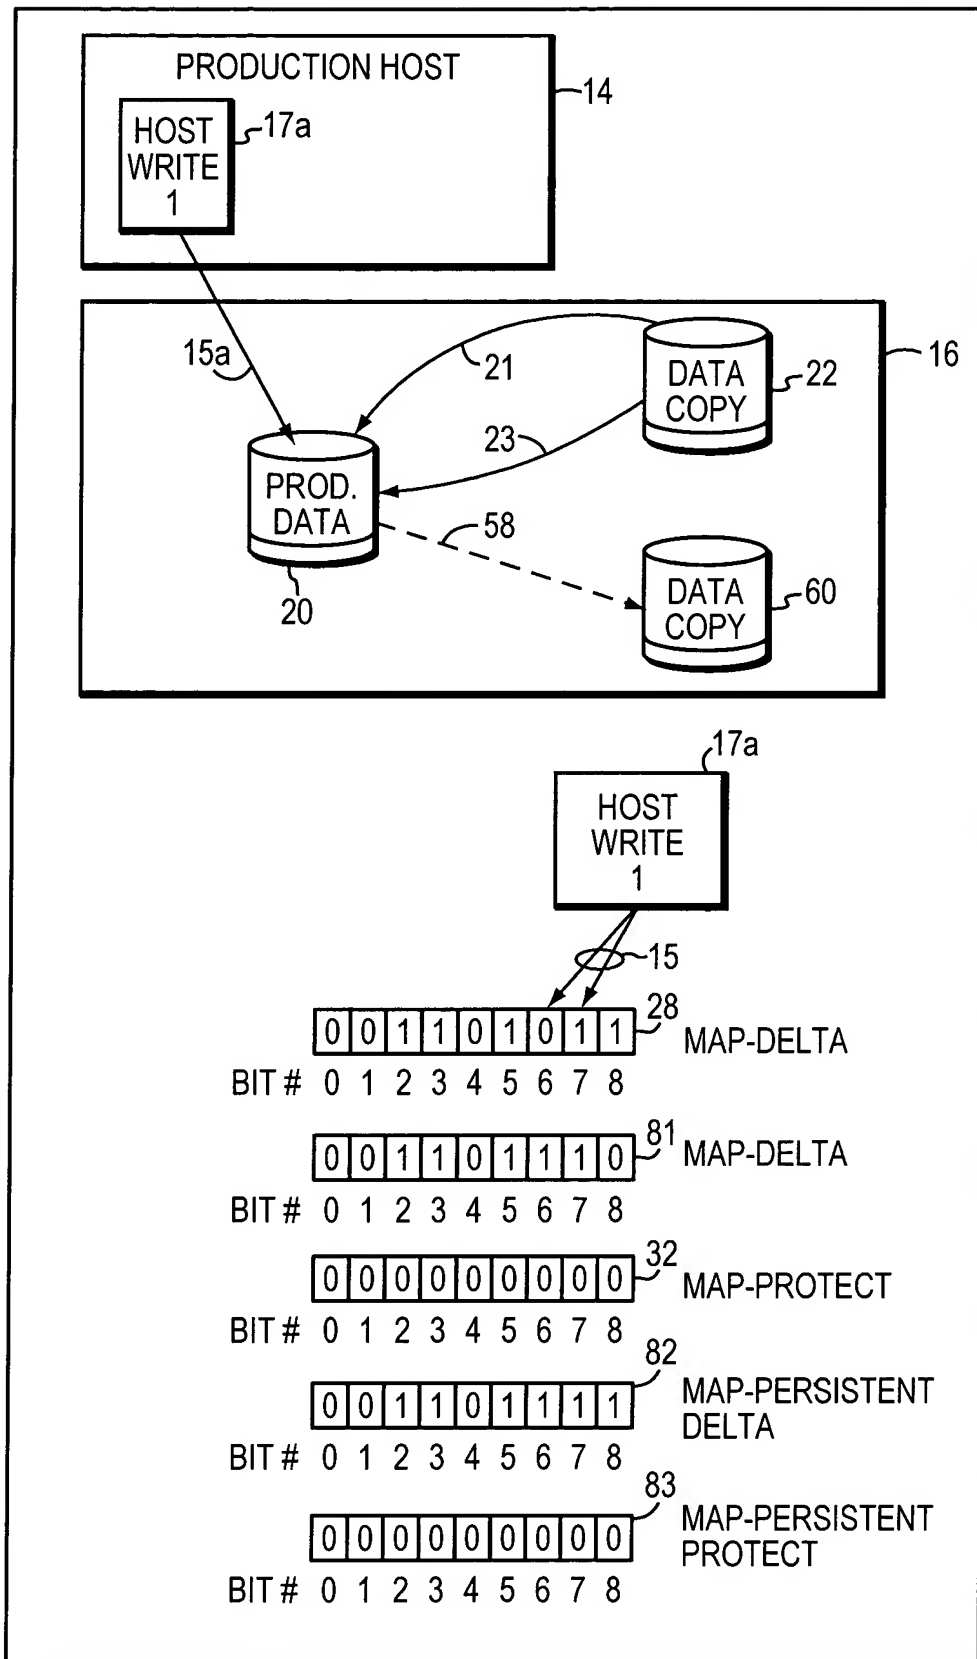 PRODUCTION HOST
14
HOST
WRITE
1
17a
15a
21
DATA
COPY
22
16
23
PROD.
DATA
20
58
DATA
COPY
60
17a
HOST
WRITE
1
15
0 0 1 1 0 1 0 1 1 28 MAP-DELTA
BIT # 0 1 2 3 4 5 6 7 8
0 0 1 1 0 1 1 1 0 81 MAP-DELTA
BIT # 0 1 2 3 4 5 6 7 8
0 0 0 0 0 0 0 0 0 32 MAP-PROTECT
BIT # 0 1 2 3 4 5 6 7 8
0 0 1 1 0 1 1 1 1 82 MAP-PERSISTENT
DELTA
BIT # 0 1 2 3 4 5 6 7 8
0 0 0 0 0 0 0 0 0 83 MAP-PERSISTENT
PROTECT
BIT # 0 1 2 3 4 5 6 7 8